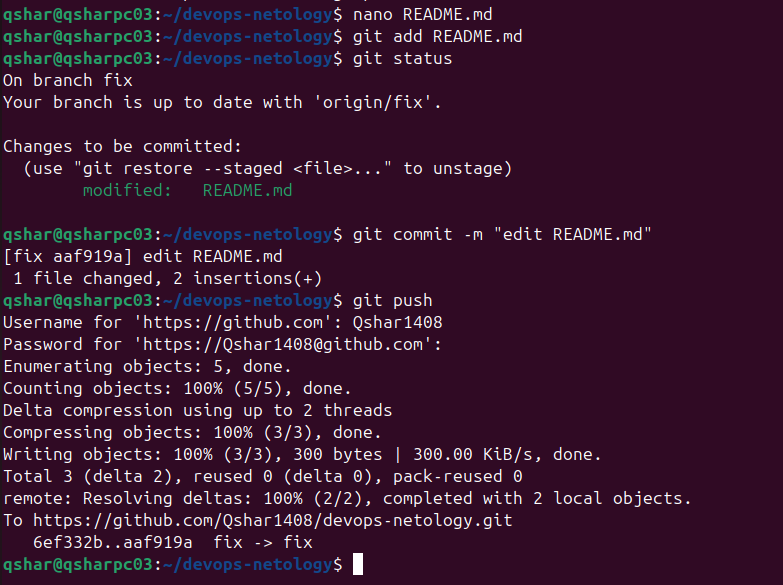 qshar@qsharpc03:~/devops-netology$ nano README.md
qshar@qsharpc03:~/devops-netology$ git add README.md
qshar@qsharpc03:~/devops-netology$ git status
On branch fix
Your branch is up to date with 'origin/fix'.

Changes to be committed:
  (use "git restore --staged <file>..." to unstage)
        modified:   README.md

qshar@qsharpc03:~/devops-netology$ git commit -m "edit README.md"
[fix aaf919a] edit README.md
 1 file changed, 2 insertions(+)
qshar@qsharpc03:~/devops-netology$ git push
Username for 'https://github.com': Qshar1408
Password for 'https://Qshar1408@github.com':
Enumerating objects: 5, done.
Counting objects: 100% (5/5), done.
Delta compression using up to 2 threads
Compressing objects: 100% (3/3), done.
Writing objects: 100% (3/3), 300 bytes | 300.00 KiB/s, done.
Total 3 (delta 2), reused 0 (delta 0), pack-reused 0
remote: Resolving deltas: 100% (2/2), completed with 2 local objects.
To https://github.com/Qshar1408/devops-netology.git
   6ef332b..aaf919a  fix -> fix
qshar@qsharpc03:~/devops-netology$